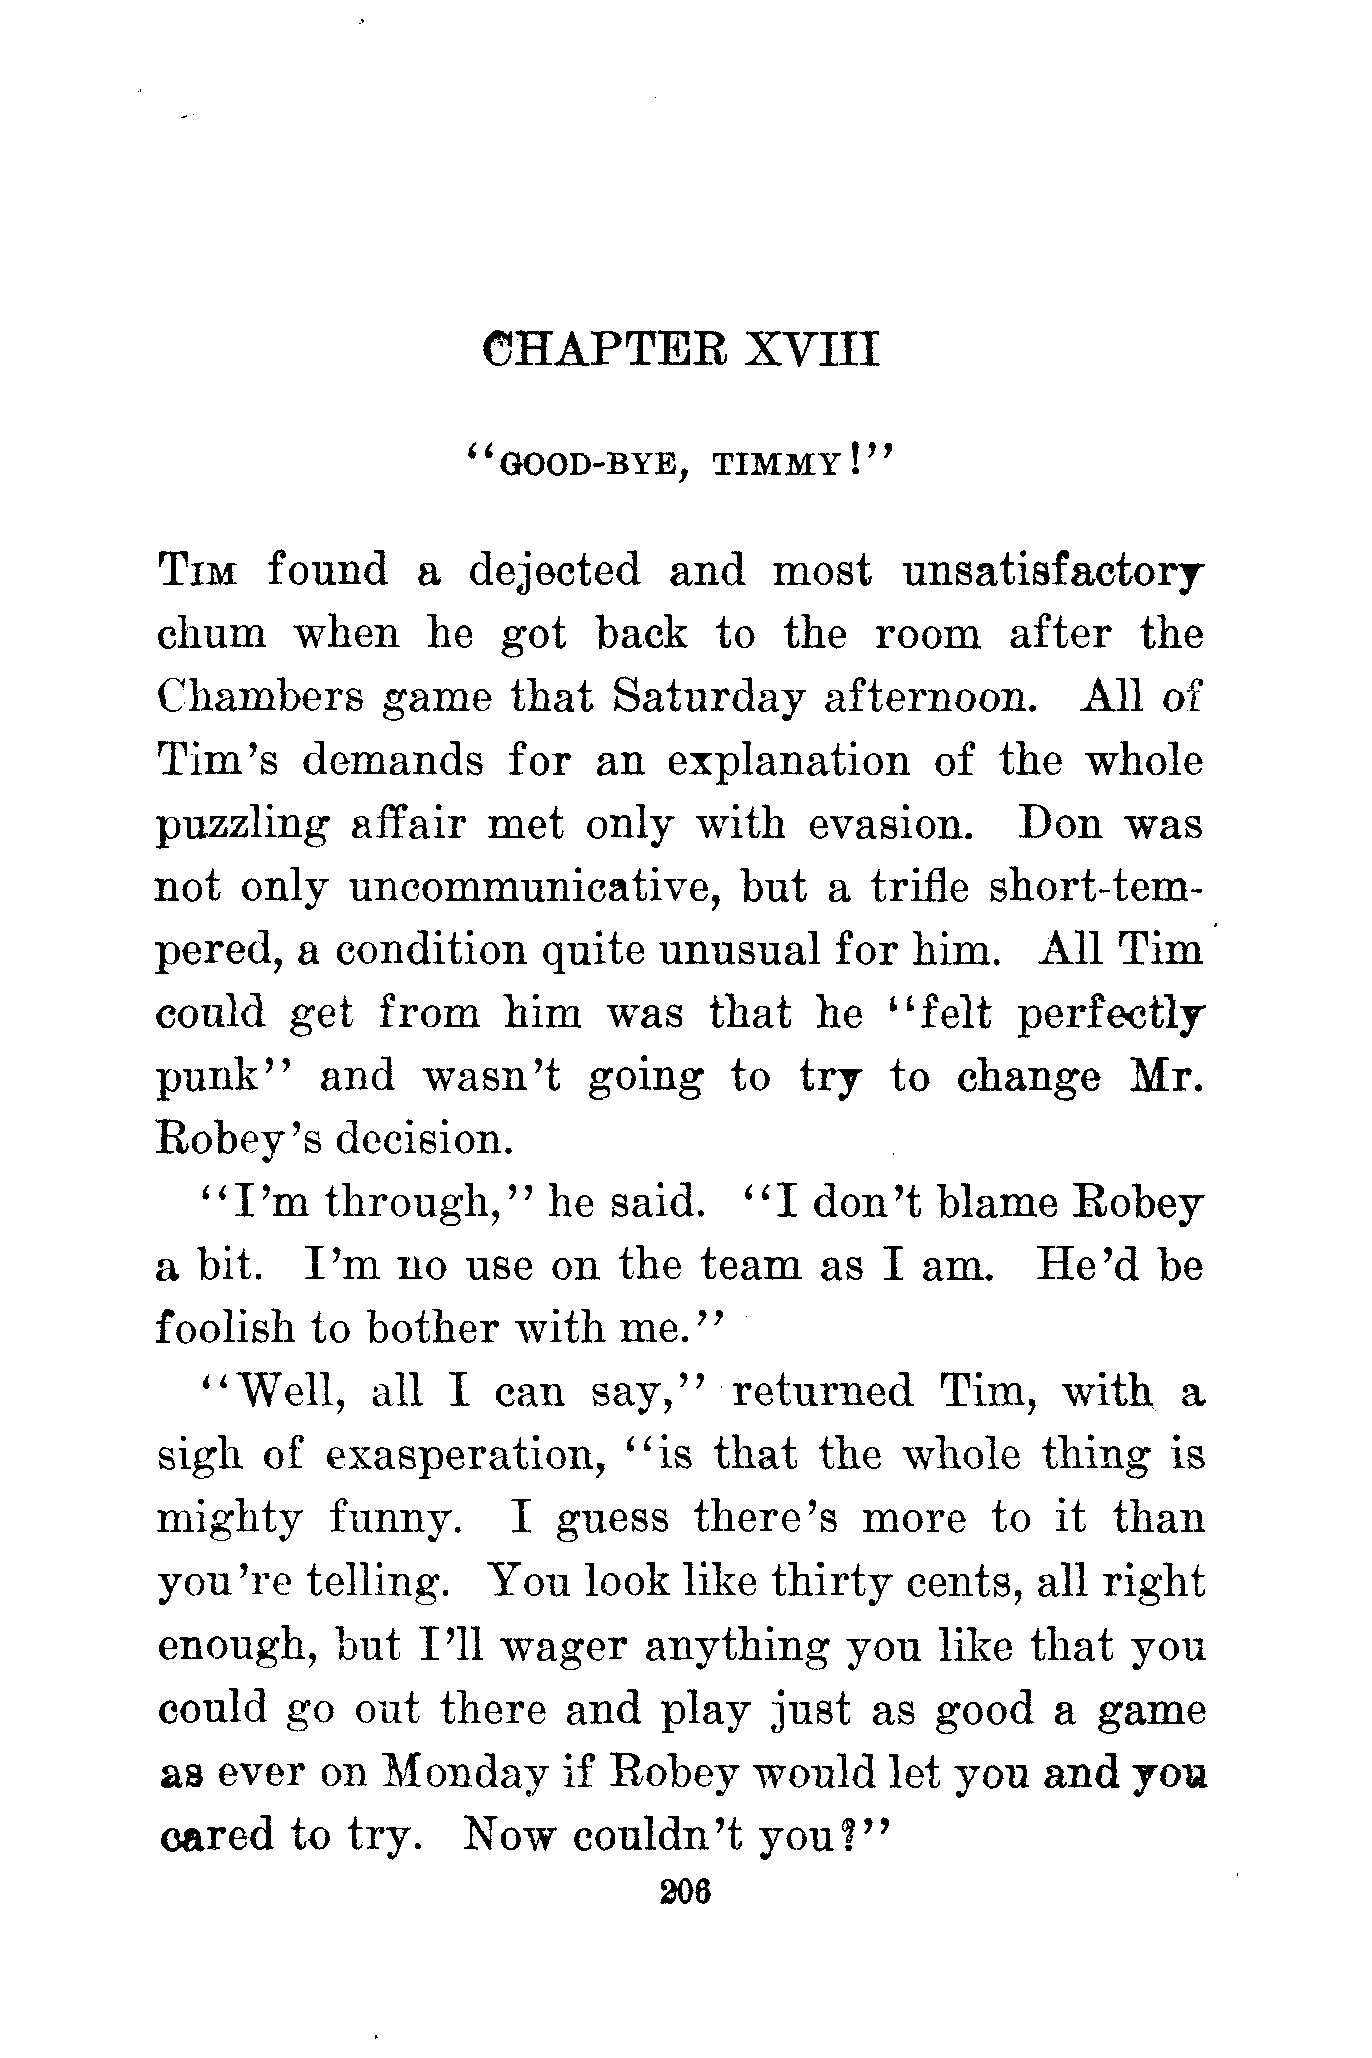 CHAPTER XVIII
"GOOD-BYE, TIMMY!"
TIM found a dejected and most unsatisfactory
chum when he got back to the room after the
Chambers game that Saturday afternoon. All of
Tim's demands for an explanation of the whole
puzzling affair met only with evasion. Don was
not only uncommunicative, but a trifle short-tem-
pered, a condition quite unusual for him. All Tim
could get from him was that he "felt perfectly
punk" and wasn't going to try to change Mr.
Robey's decision.
"I'm through," he said. "I don't blame Robey
a bit. I'm no use on the team as I am. He'd be
foolish to bother with me."
"Well, all I can say," returned Tim, with a
sigh of exasperation, "is that the whole thing is
mighty funny. I guess there's more to it than
you're telling. You look like thirty cents, all right
enough, but I'll wager anything you like that you
could go out there and play just as good a game
as ever on Monday if Robey would let you and you
cared to try. Now couldn't you?"
206